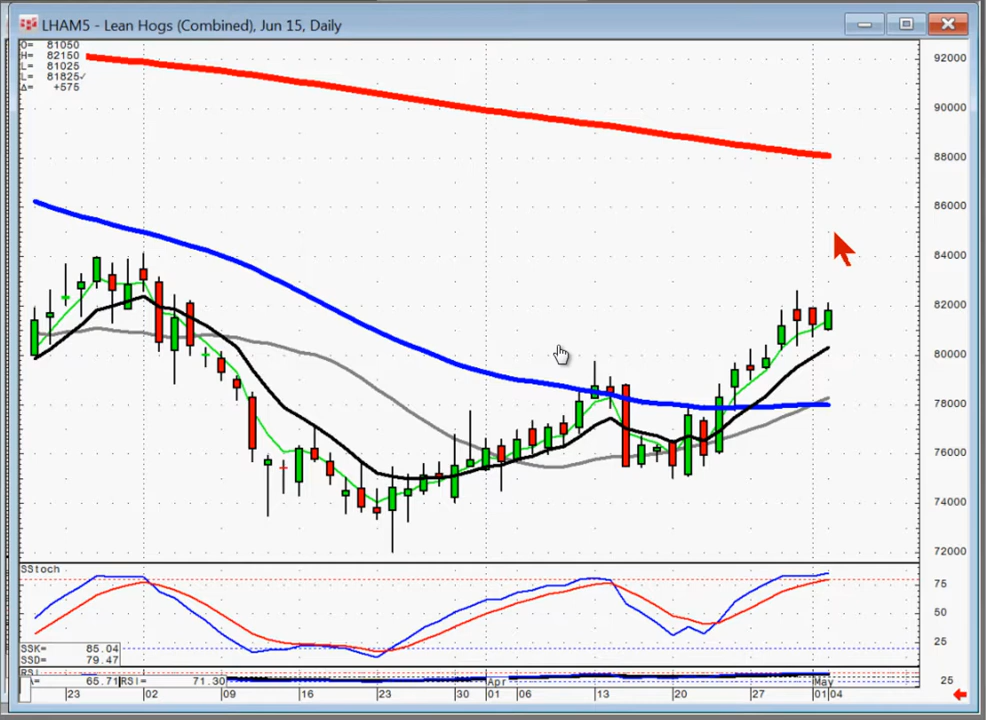 LHAM5 - Lean Hogs (Combined), Jun 15, Daily
O= 81050
H= 82150
L= 81025
L= 81825✓
Δ= +575
92000
90000
88000
86000
84000
82000
80000
78000
76000
74000
72000
SStoch
75
50
25
SSK= 85.04
SSD= 79.47
RSI
65.71 RSI= 71.30
25
23 02 09 16 23 30 Apr 01 06 13 20 27 May 01 04